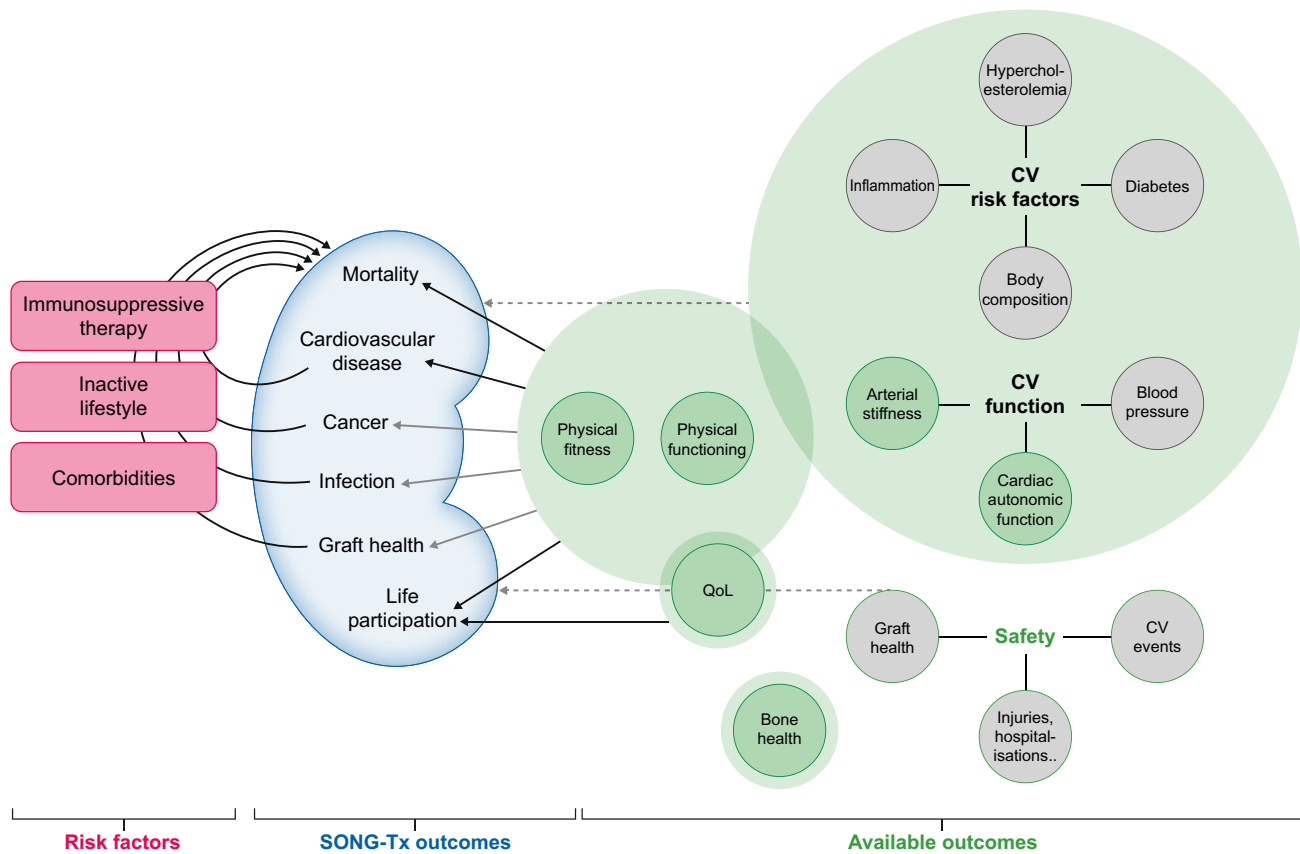 Hyperchol-
esterolemia
Inflammation
CV
risk factors
Diabetes
Body
composition
Mortality
Immunosuppressive
therapy
Cardiovascular
disease
Inactive
lifestyle
Arterial
stiffness
CV
function
Blood
pressure
Cancer
Physical
fitness
Physical
functioning
Comorbidities
Infection
Cardiac
autonomic
function
Graft health
Life
participation
QoL
Graft
health
Safety
CV
events
Bone
health
Injuries,
hospital-
isations..
Risk factors
SONG-Tx outcomes
Available outcomes